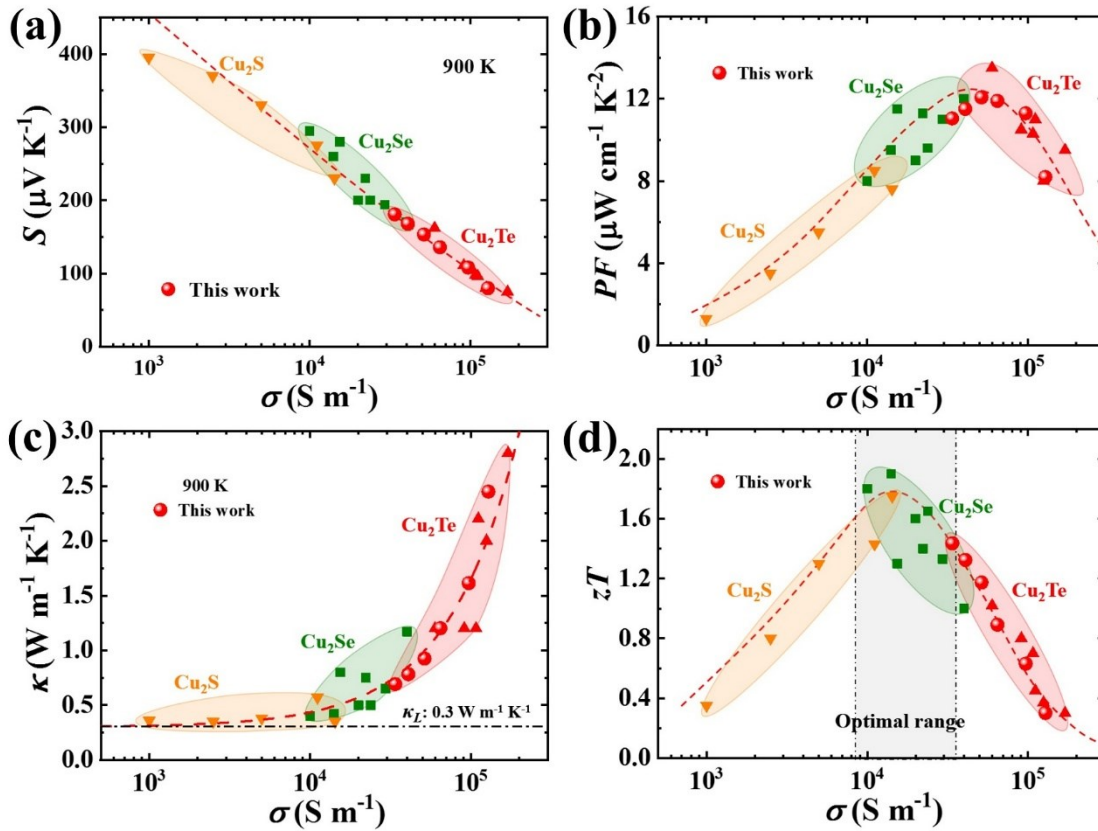 (a)
400
300
200
100
0
S (μV K⁻¹)
Cu₂S
900 K
Cu₂Se
Cu₂Te
This work
10³
10⁴
10⁵
σ (S m⁻¹)
(b)
16
12
8
4
0
PF (μW cm⁻¹ K⁻²)
This work
Cu₂Te
Cu₂Se
Cu₂S
10³
10⁴
10⁵
σ (S m⁻¹)
(c)
3.0
2.5
2.0
1.5
1.0
0.5
0.0
κ (W m⁻¹ K⁻¹)
900 K
This work
Cu₂Te
Cu₂Se
Cu₂S
κL: 0.3 W m⁻¹ K⁻¹
10³
10⁴
10⁵
σ (S m⁻¹)
(d)
2.0
1.6
1.2
0.8
0.4
0.0
zT
This work
Cu₂Se
Cu₂S
Cu₂Te
Optimal range
10³
10⁴
10⁵
σ (S m⁻¹)